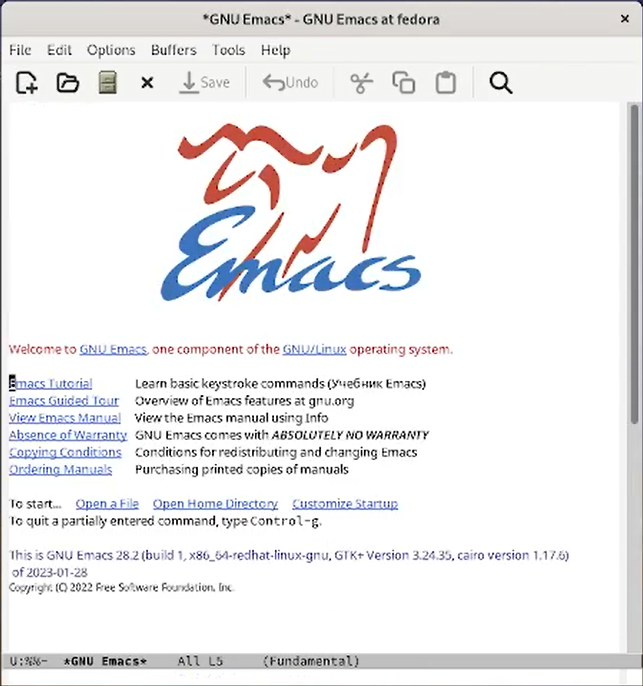 *GNU Emacs* - GNU Emacs at fedora
File Edit Options Buffers Tools Help
Save Undo
Emacs
Welcome to GNU Emacs, one component of the GNU/Linux operating system.
Emacs Tutorial Learn basic keystroke commands (Учебник Emacs)
Emacs Guided Tour Overview of Emacs features at gnu.org
View Emacs Manual View the Emacs manual using Info
Absence of Warranty GNU Emacs comes with ABSOLUTELY NO WARRANTY
Copying Conditions Conditions for redistributing and changing Emacs
Ordering Manuals Purchasing printed copies of manuals
To start... Open a File Open Home Directory Customize Startup
To quit a partially entered command, type Control-g.
This is GNU Emacs 28.2 (build 1, x86_64-redhat-linux-gnu, GTK+ Version 3.24.35, cairo version 1.17.6)
of 2023-01-28
Copyright (C) 2022 Free Software Foundation, Inc.
U:%%- *GNU Emacs* All L5 (Fundamental)